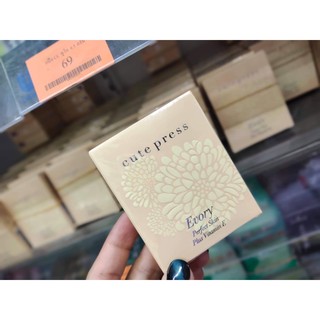 69
cute press
Evory
Perfect Skin
Plus Vitamin E